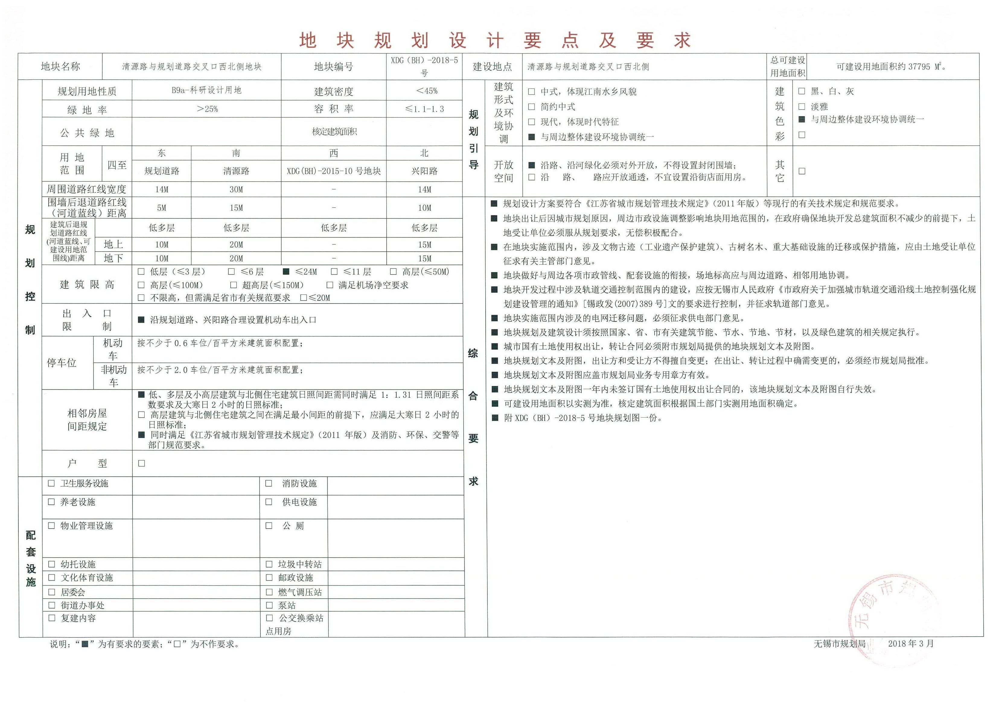 地块规划设计要点及要求
地块名称 清源路与规划道路交叉口西北侧地块 地块编号 XDG（BH）-2018-5号 建设地点 清源路与规划道路交叉口西北侧 总可建设用地面积 可建设用地面积约 37795 M²。
规划控制
规划用地性质 B9a-科研设计用地 建筑密度 ＜45%
绿地率 ＞25% 容积率 ≤1.1-1.3
公共绿地 核定建筑面积
用地范围 四至 东 南 西 北
规划道路 清源路 XDG(BH)-2015-10 号地块 兴阳路
周围道路红线宽度 14M 30M - 14M
围墙后退道路红线（河道蓝线）距离 5M 15M - 10M
建筑后退规划道路红线(河道蓝线、可建设用地范围线)距离 低多层 低多层 低多层 低多层
地上 10M 20M - 15M
地下 10M 20M - 15M
建筑限高
□ 低层（≤3 层） □ ≤6 层 ■ ≤24M □ ≤11 层 □ 高层(≤50M)
□ 高层(≤100M) □ 超高层(≤150M) □ 满足机场净空要求
□ 不限高，但需满足省市有关规范要求 □≤20M
出入口限制 ■ 沿规划道路、兴阳路合理设置机动车出入口
停车位 机动车 按不少于 0.6 车位/百平方米建筑面积配置；
非机动车 按不少于 2.0 车位/百平方米建筑面积配置；
相邻房屋间距规定
■ 低、多层及小高层建筑与北侧住宅建筑日照间距需同时满足 1：1.31 日照间距系
数要求及大寒日 2 小时的日照标准；
□ 高层建筑与北侧住宅建筑之间在满足最小间距的前提下，应满足大寒日 2 小时的
日照标准；
■ 同时满足《江苏省城市规划管理技术规定》（2011 年版）及消防、环保、交警等
部门规范要求。
户型 □
配套设施
□ 卫生服务设施 □ 消防设施
□ 养老设施 □ 供电设施
□ 物业管理设施 □ 公厕
□ 幼托设施 □ 垃圾中转站
□ 文化体育设施 □ 邮政设施
□ 居委会 □ 燃气调压站
□ 街道办事处 □ 泵站
□ 复建内容 □ 公交换乘站
点用房
规划引导
建筑形式及环境协调
□ 中式，体现江南水乡风貌
□ 简约中式
□ 现代，体现时代特征
■ 与周边整体建设环境协调统一
建筑色彩
□ 黑、白、灰
□ 淡雅
■ 与周边整体建设环境协调统一
□
开放空间
■ 沿路、沿河绿化必须对外开放，不得设置封闭围墙；
□ 沿 路、 路应开放通透，不宜设置沿街店面用房。
其它 □
综合要求
■ 规划设计方案要符合《江苏省城市规划管理技术规定》（2011 年版）等现行的有关技术规定和规范要求。
■ 地块出让后因城市规划原因，周边市政设施调整影响地块用地范围的，在政府确保地块开发总建筑面积不减少的前提下，土
地受让单位必须服从规划要求，无偿积极配合。
■ 在地块实施范围内，涉及文物古迹（工业遗产保护建筑）、古树名木、重大基础设施的迁移或保护措施，应由土地受让单位
征求有关主管部门意见。
■ 地块做好与周边各项市政管线、配套设施的衔接，场地标高应与周边道路、相邻用地协调。
■ 地块开发过程中涉及轨道交通控制范围内的建设，应按无锡市人民政府《市政府关于加强城市轨道交通沿线土地控制强化规
划建设管理的通知》[锡政发(2007)389 号]文的要求进行控制，并征求轨道部门意见。
■ 地块实施范围内涉及的电网迁移问题，必须征求供电部门意见。
■ 地块规划及建筑设计须按照国家、省、市有关建筑节能、节水、节地、节材，以及绿色建筑的相关规定执行。
■ 城市国有土地使用权出让，转让合同必须附市规划局提供的地块规划文本及附图。
■ 地块规划文本及附图，出让方和受让方不得擅自变更；在出让、转让过程中确需变更的，必须经市规划局批准。
■ 地块规划文本及附图应盖市规划局业务专用章方有效。
■ 地块规划文本及附图一年内未签订国有土地使用权出让合同的，该地块规划文本及附图自行失效。
■ 可建设用地面积以实测为准，核定建筑面积根据国土部门实测用地面积确定。
■ 附 XDG（BH）-2018-5 号地块规划图一份。
说明：“■”为有要求的要素；“□”为不作要求。
无锡市规划局 2018 年 3 月
无锡市规